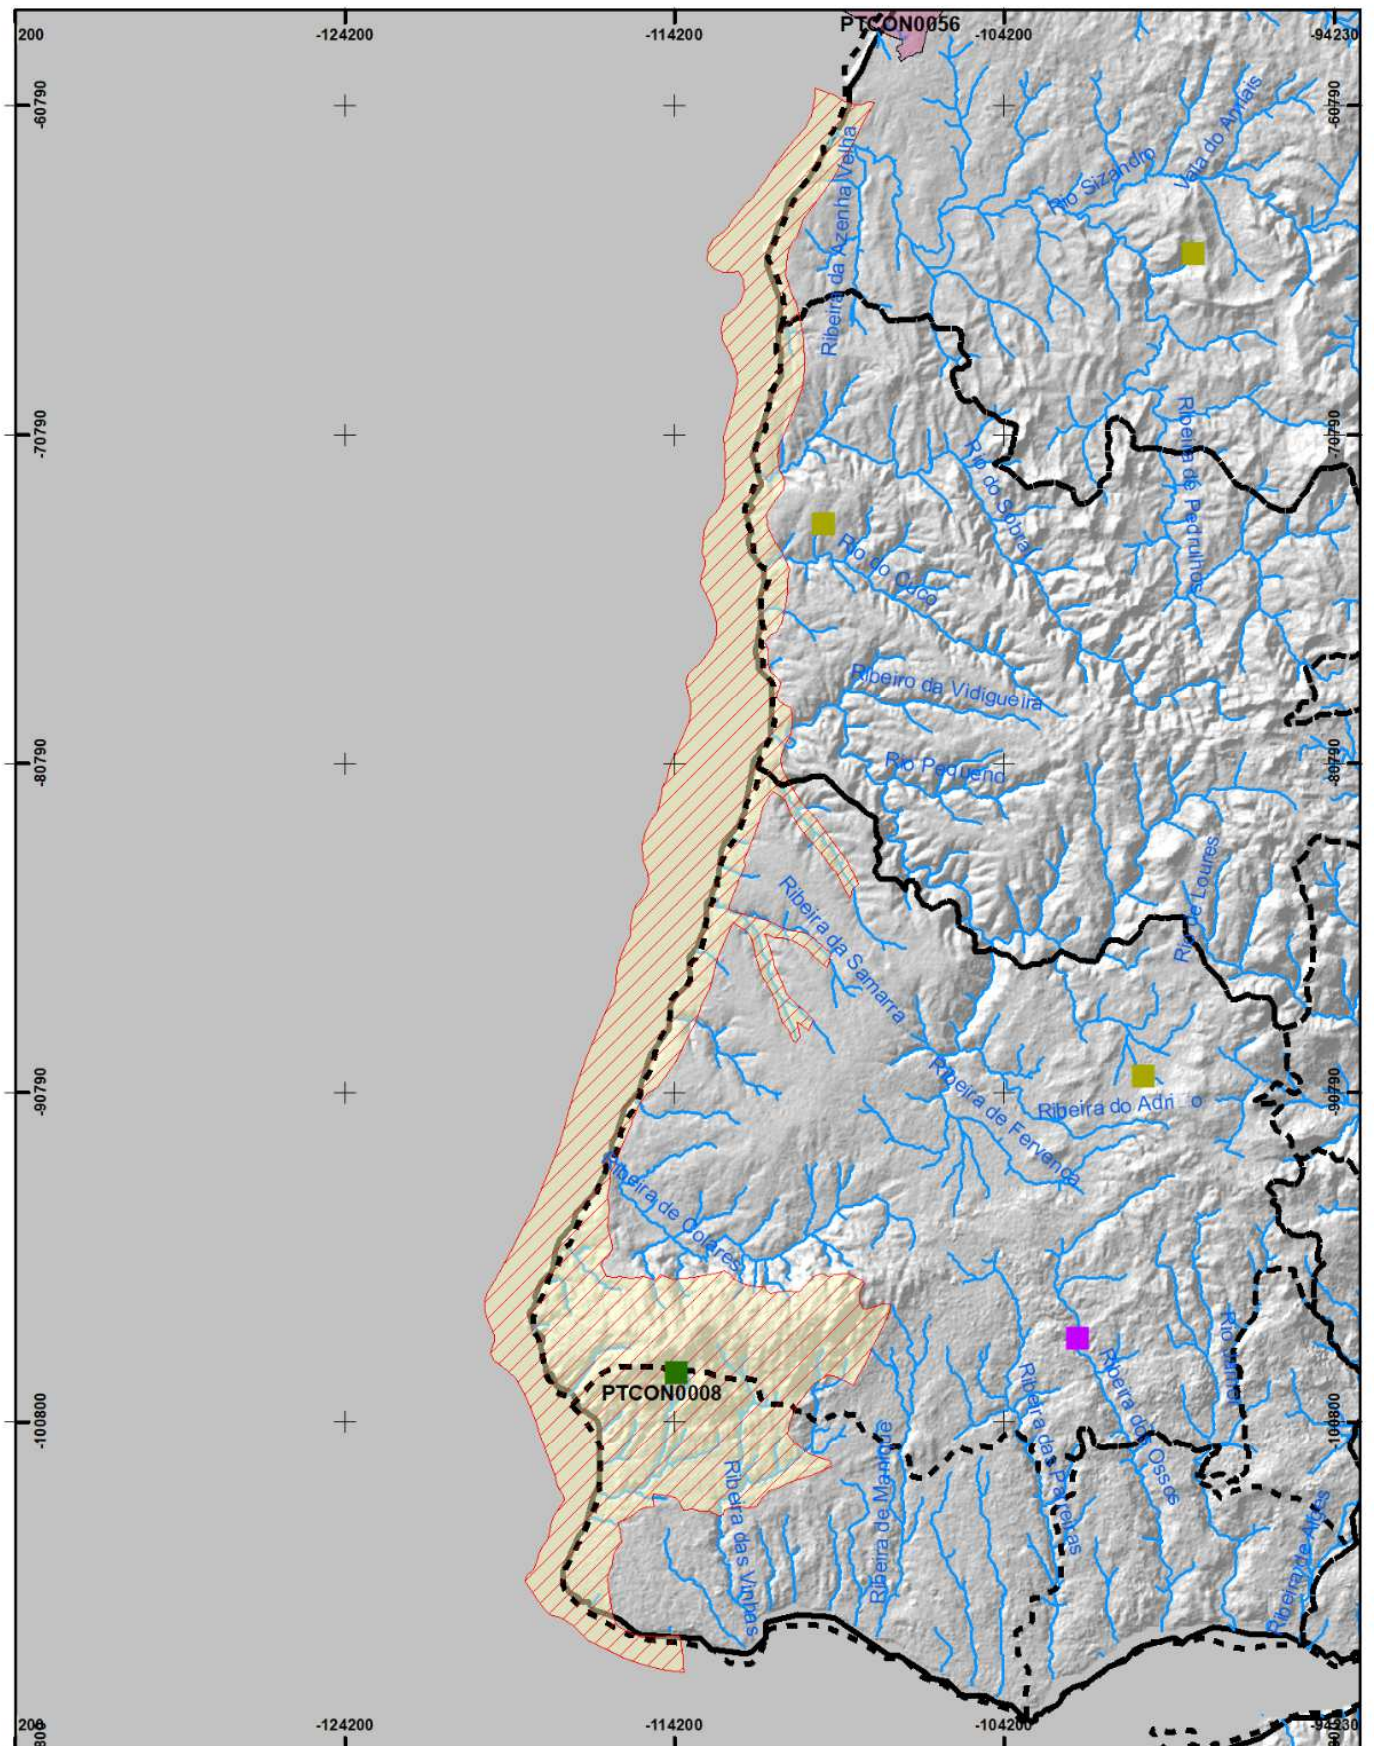 PTCON0056
200
-124200
-114200
-104200
-94230
-60790
-60790
Vala do Amiais
Rio Sizandro
Ribeira da Azenha Velha
-70790
-70790
Ribeira de Pedrulhos
Rio do Sobral
Rio do Cuco
Ribeiro da Vidigueira
-80790
-80790
Rio Pequeno
Rio de Loures
Ribeira da Samarra
-90790
-90790
Ribeira de Fervença
Ribeira do Adri o
Ribeira de Colares
PTCON0008
-100800
-100800
Ribeira das Parreiras
Ribeira dos Ossos
Ribeira de Manique
Ribeira das Vinhas
Ribeira de Algés
200
-124200
-114200
-104200
-94230